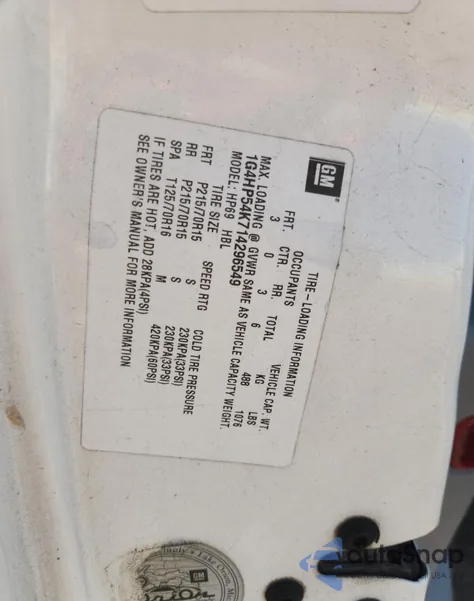 GM
TIRE-LOADING INFORMATION
OCCUPANTS VEHICLE CAP. WT.
FRT. CTR. RR. TOTAL KG LBS
3 0 3 6 488 1076
MAX. LOADING @ GVWR SAME AS VEHICLE CAPACITY WEIGHT.
1G4HP54K714296549
MODEL: HP69 HBL
TIRE SIZE SPEED RTG COLD TIRE PRESSURE
FRT P215/70R15 S 230KPA(33PSI)
RR P215/70R15 S 230KPA(33PSI)
SPA T125/70R16 M 420KPA(60PSI)
IF TIRES ARE HOT, ADD 28KPA(4PSI)
SEE OWNER'S MANUAL FOR MORE INFORMATION
GM
Orion
autosnap